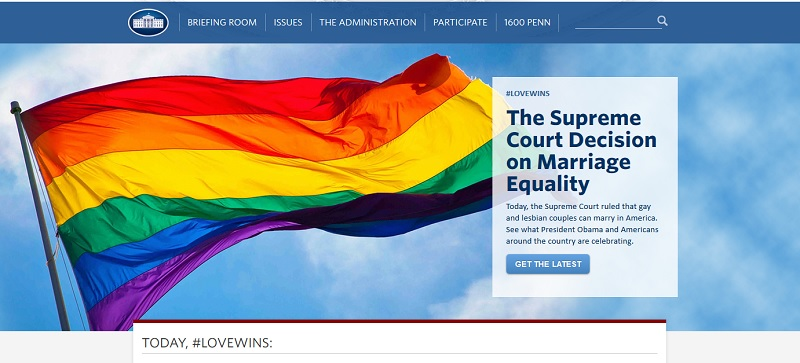 BRIEFING ROOM ISSUES THE ADMINISTRATION PARTICIPATE 1600 PENN
#LOVEWINS
The Supreme
Court Decision
on Marriage
Equality
Today, the Supreme Court ruled that gay
and lesbian couples can marry in America.
See what President Obama and Americans
around the country are celebrating.
GET THE LATEST
TODAY, #LOVEWINS: